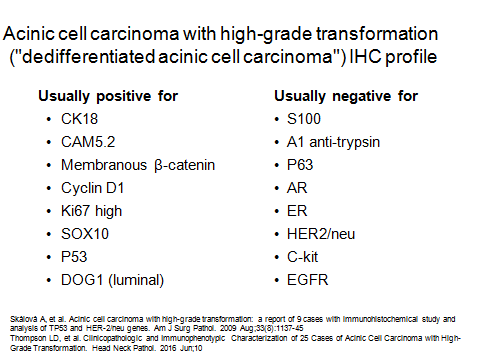 Acinic cell carcinoma with high-grade transformation
("dedifferentiated acinic cell carcinoma") IHC profile
Usually positive for
• CK18
• CAM5.2
• Membranous β-catenin
• Cyclin D1
• Ki67 high
• SOX10
• P53
• DOG1 (luminal)
Usually negative for
• S100
• A1 anti-trypsin
• P63
• AR
• ER
• HER2/neu
• C-kit
• EGFR
Skálová A, et al. Acinic cell carcinoma with high-grade transformation: a report of 9 cases with immunohistochemical study and
analysis of TP53 and HER-2/neu genes. Am J Surg Pathol. 2009 Aug;33(8):1137-45
Thompson LD, et al. Clinicopathologic and Immunophenotypic Characterization of 25 Cases of Acinic Cell Carcinoma with High-
Grade Transformation. Head Neck Pathol. 2016 Jun;10